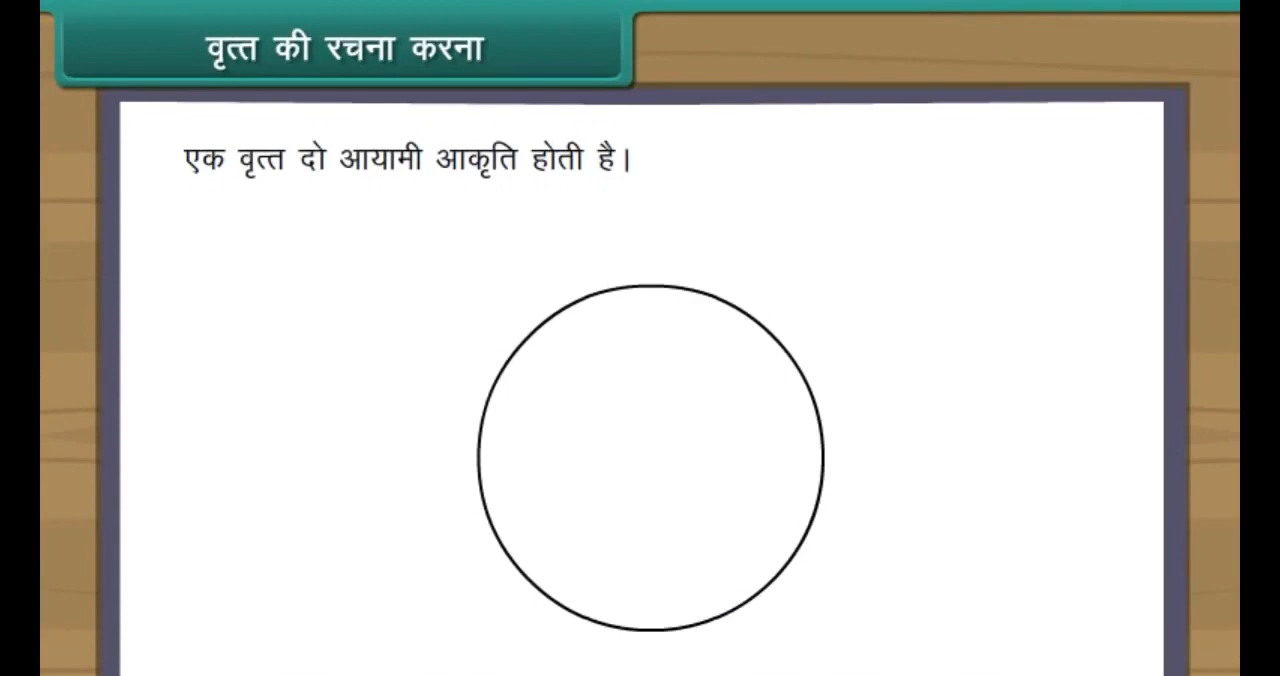 वृत्त की रचना करना
एक वृत्त दो आयामी आकृति होती है।